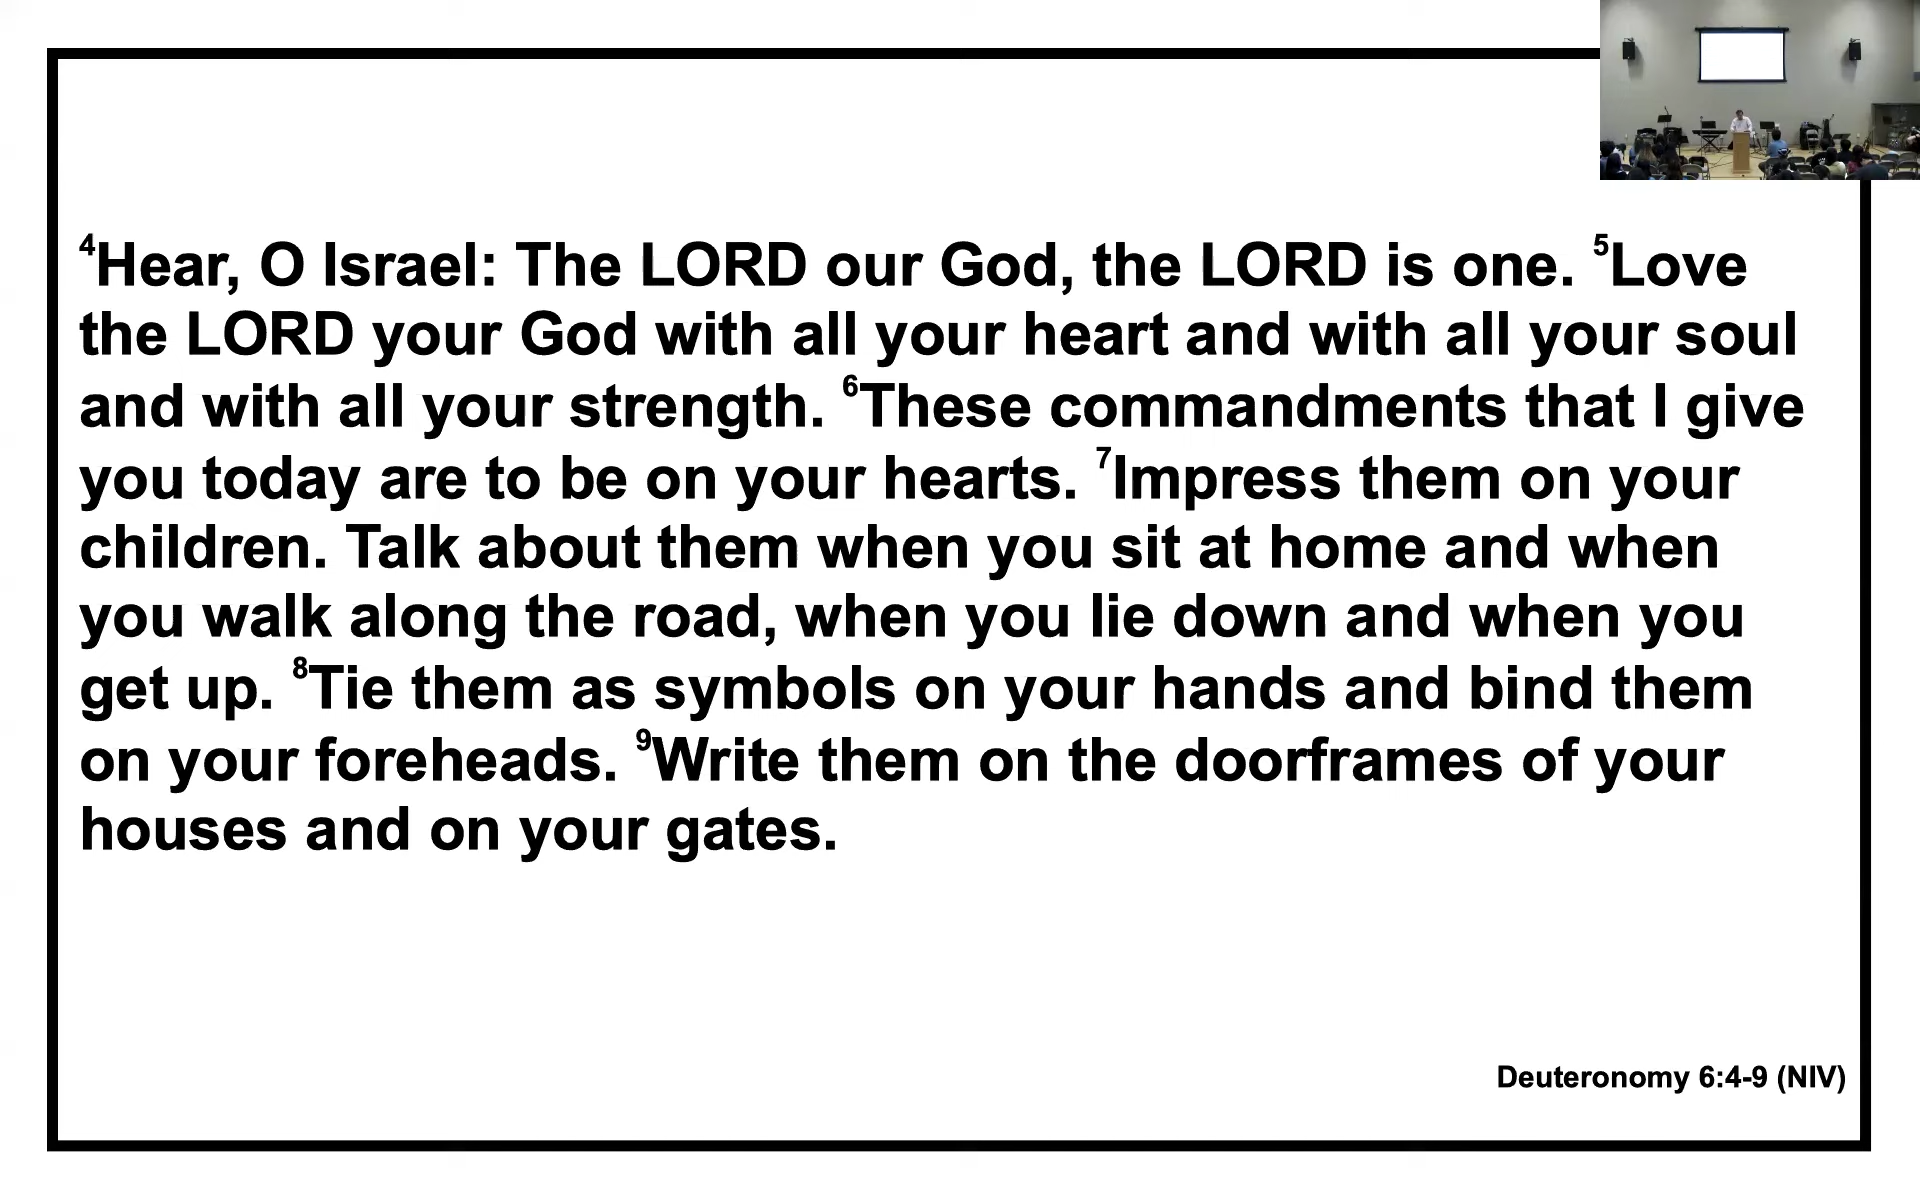 ⁴Hear, O Israel: The LORD our God, the LORD is one. ⁵Love
the LORD your God with all your heart and with all your soul
and with all your strength. ⁶These commandments that I give
you today are to be on your hearts. ⁷Impress them on your
children. Talk about them when you sit at home and when
you walk along the road, when you lie down and when you
get up. ⁸Tie them as symbols on your hands and bind them
on your foreheads. ⁹Write them on the doorframes of your
houses and on your gates.
Deuteronomy 6:4-9 (NIV)